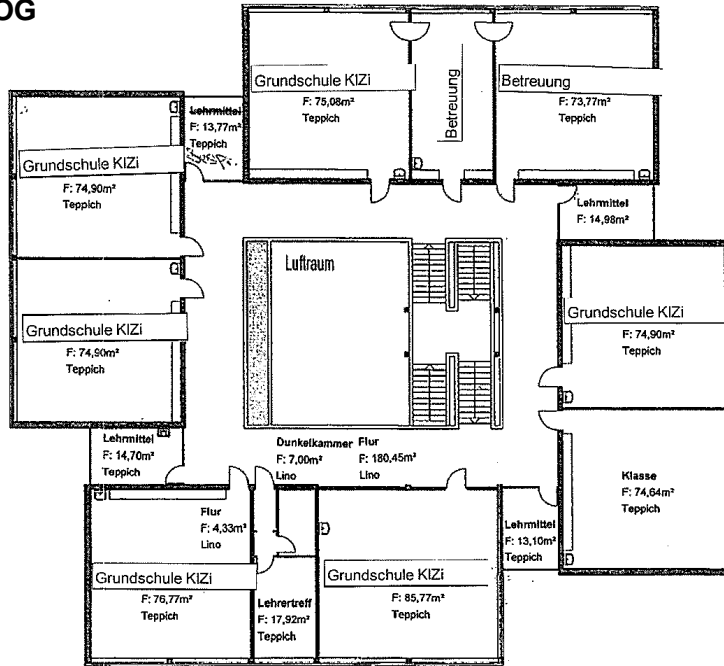 OG
Grundschule KIZi
F: 75,08m²
Teppich
Betreuung
Betreuung
F: 73,77m²
Teppich
Lehrmittel
F: 13,77m²
Teppich
Grundschule KIZi
F: 74,90m²
Teppich
Lehrmittel
F: 14,98m²
Luftraum
Grundschule KIZi
F: 74,90m²
Teppich
Grundschule KIZi
F: 74,90m²
Teppich
Lehrmittel
F: 14,70m²
Teppich
Dunkelkammer
F: 7,00m²
Lino
Flur
F: 180,45m²
Lino
Klasse
F: 74,64m²
Teppich
Flur
F: 4,33m²
Lino
Lehrmittel
F: 13,10m²
Teppich
Grundschule KIZi
F: 76,77m²
Teppich
Lehrertreff
F: 17,92m²
Teppich
Grundschule KIZi
F: 85,77m²
Teppich